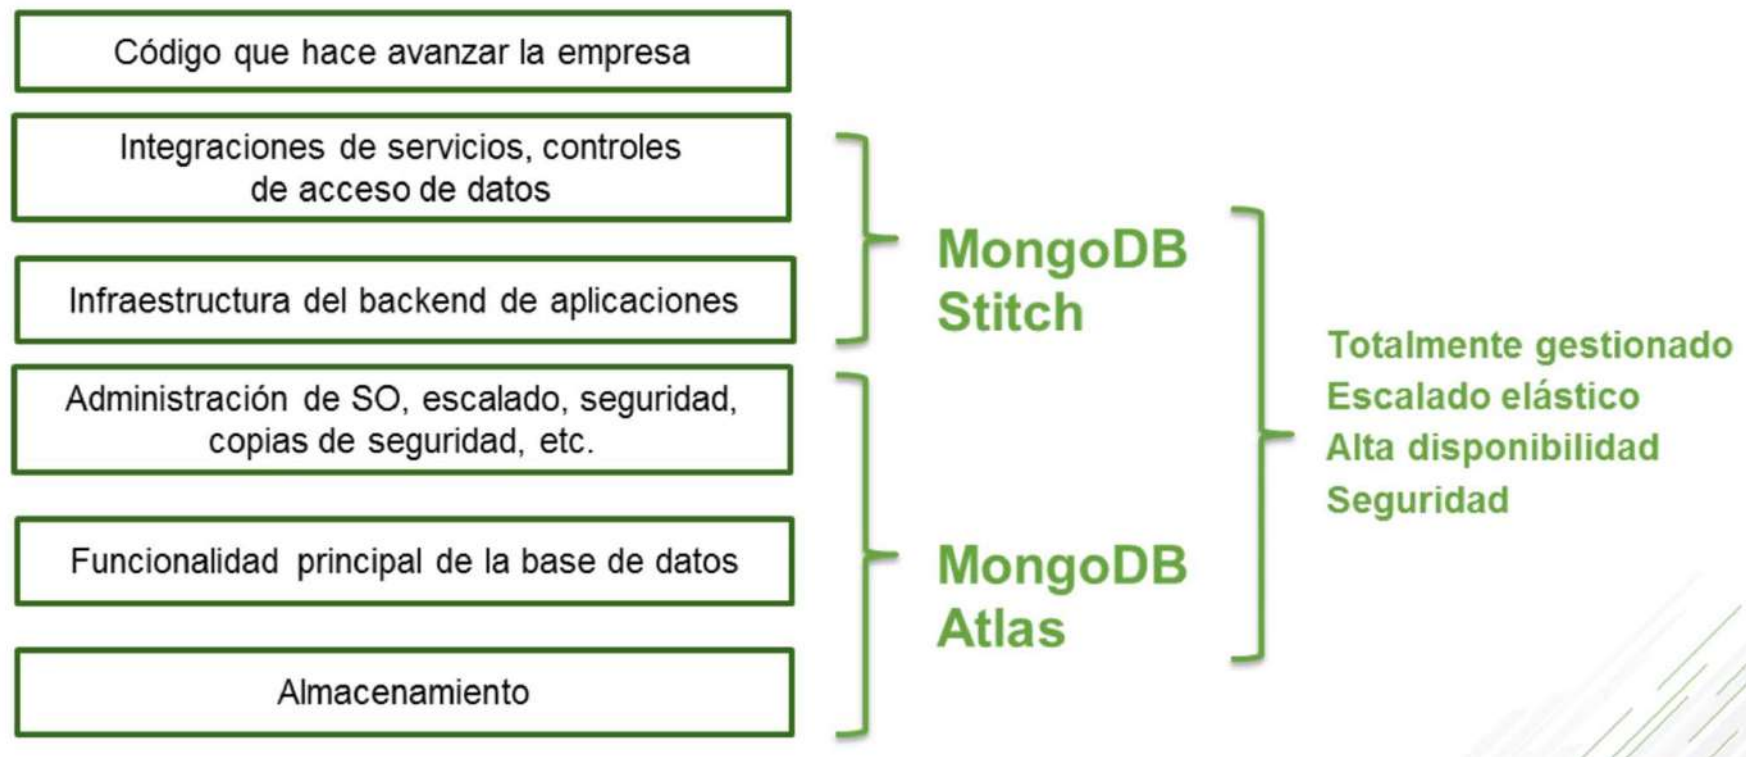 Código que hace avanzar la empresa
Integraciones de servicios, controles
de acceso de datos
Infraestructura del backend de aplicaciones
Administración de SO, escalado, seguridad,
copias de seguridad, etc.
Funcionalidad principal de la base de datos
Almacenamiento
MongoDB
Stitch
MongoDB
Atlas
Totalmente gestionado
Escalado elástico
Alta disponibilidad
Seguridad